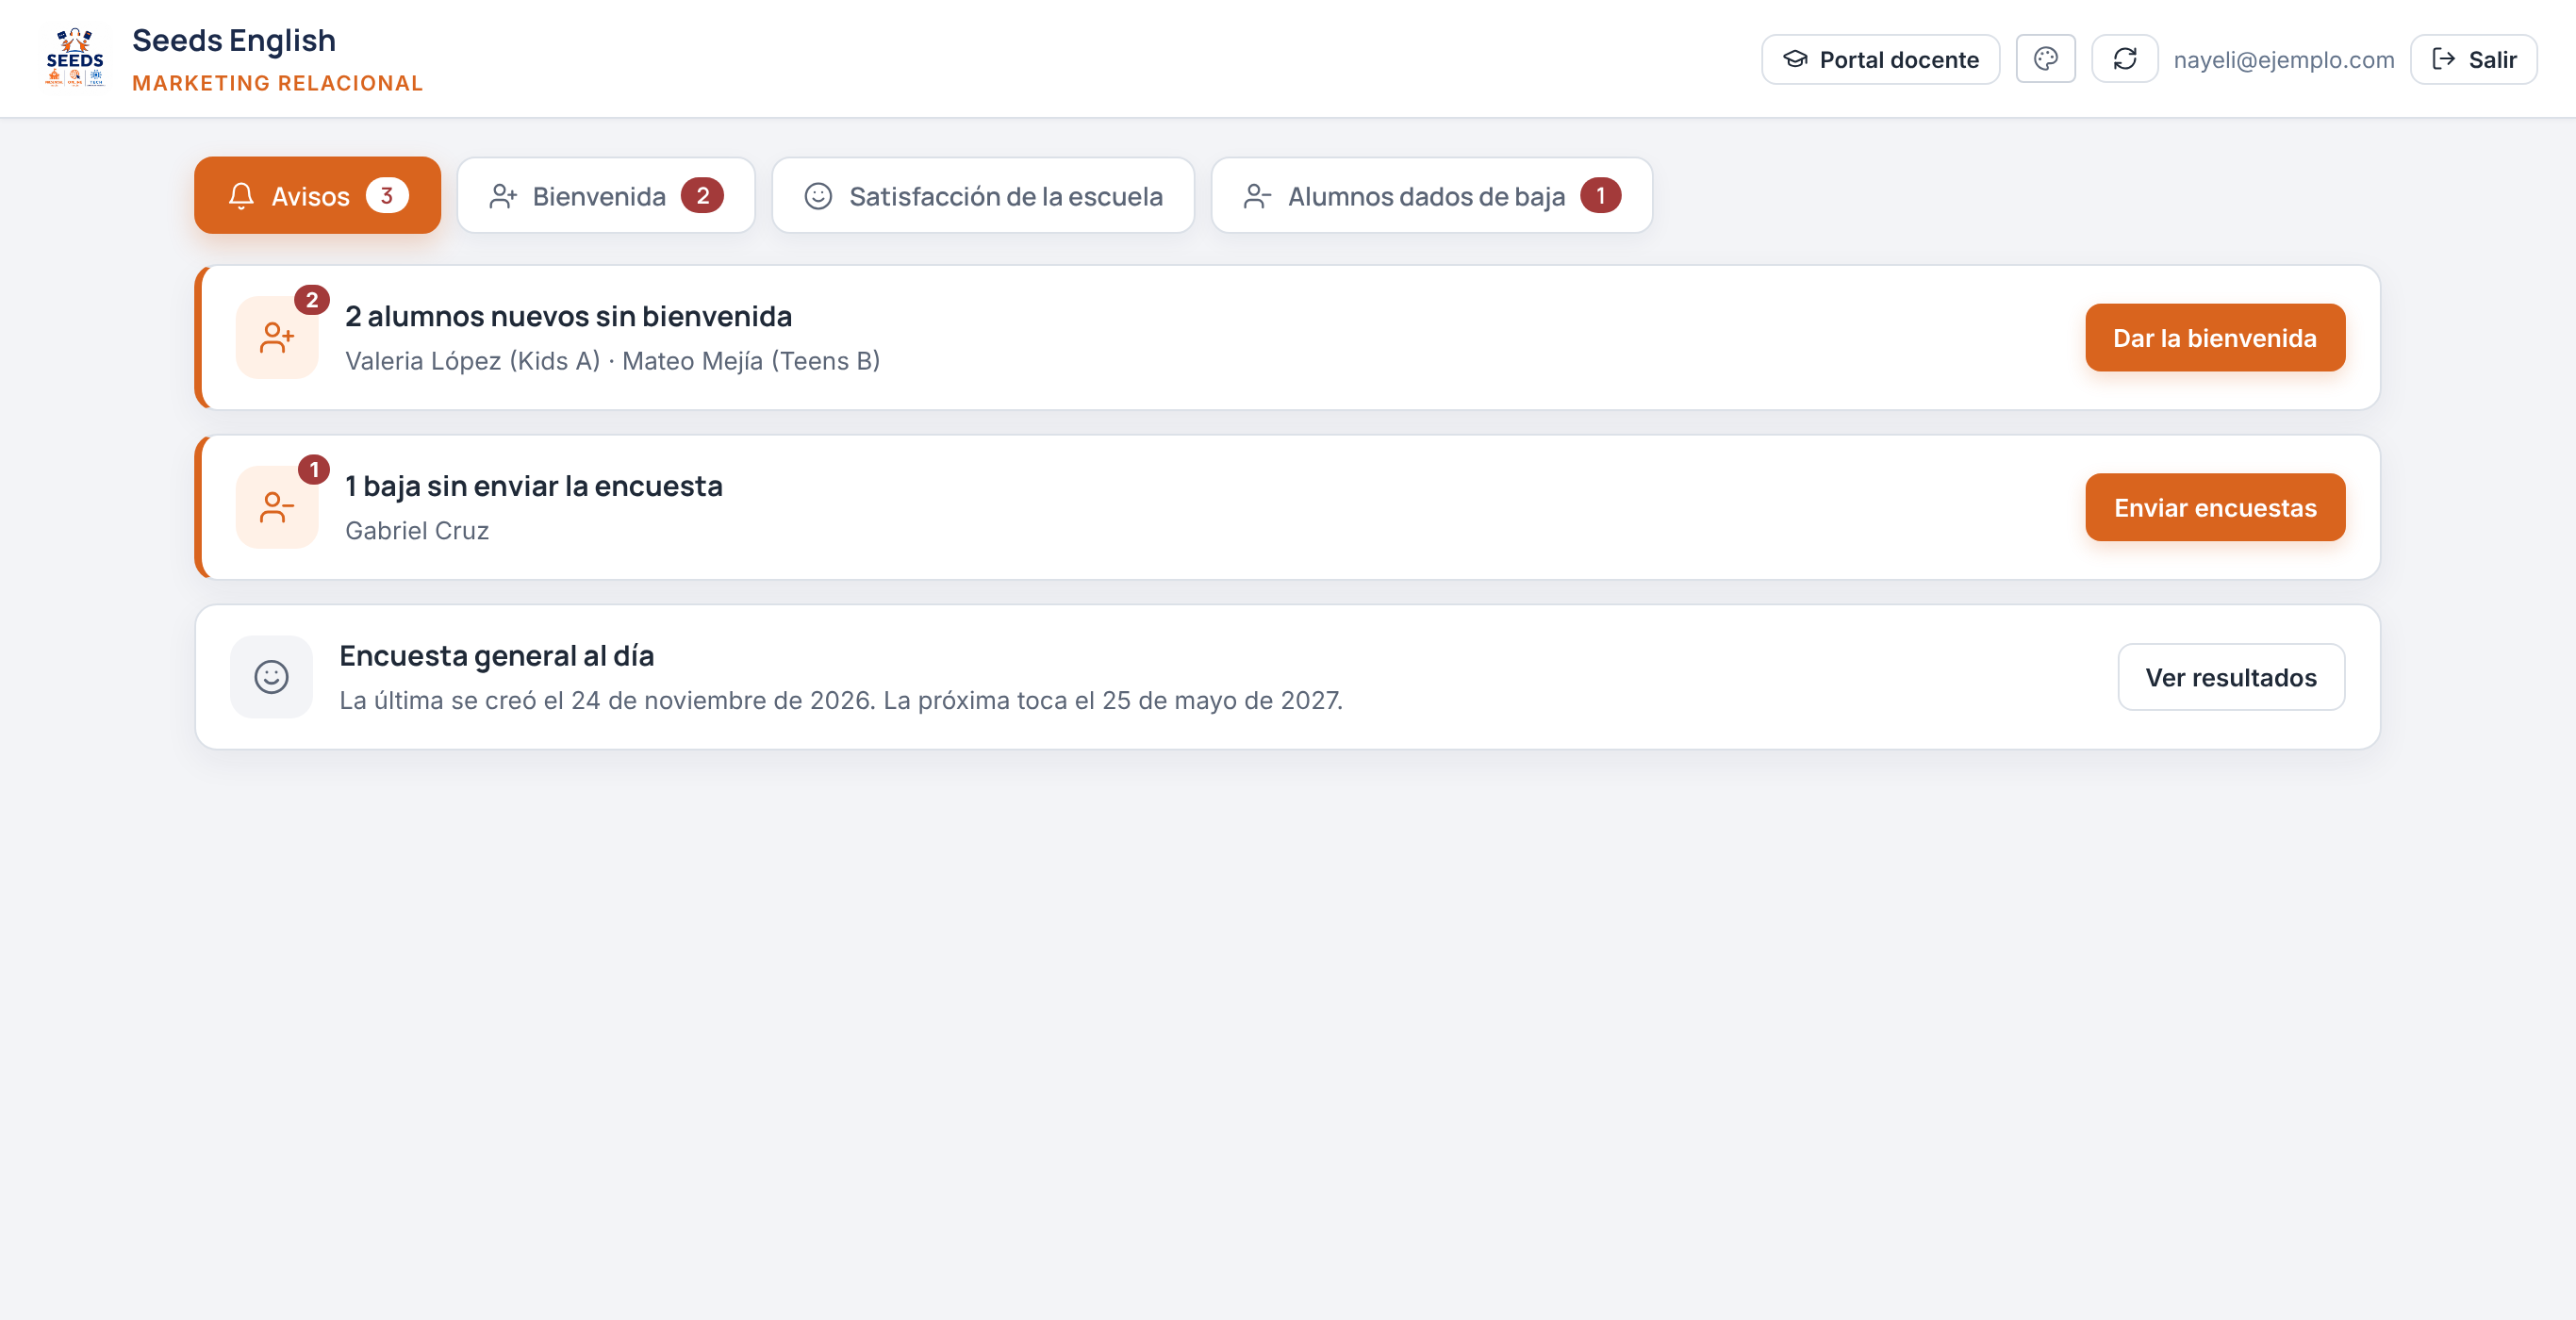 SEEDS
Seeds English
MARKETING RELACIONAL
Portal docente
nayeli@ejemplo.com
Salir
Avisos 3
Bienvenida 2
Satisfacción de la escuela
Alumnos dados de baja 1
2
2 alumnos nuevos sin bienvenida
Valeria López (Kids A) · Mateo Mejía (Teens B)
Dar la bienvenida
1
1 baja sin enviar la encuesta
Gabriel Cruz
Enviar encuestas
Encuesta general al día
La última se creó el 24 de noviembre de 2026. La próxima toca el 25 de mayo de 2027.
Ver resultados